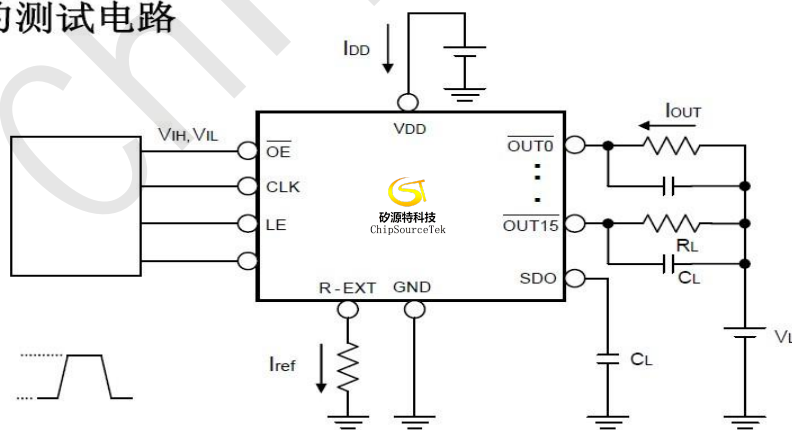 的测试电路
IDD
VDD
VIH, VIL
OE
CLK
LE
OUT0
OUT15
SDO
R-EXT
GND
矽源特科技
ChipSourceTek
IOUT
RL
CL
CL
VL
Iref
Chi